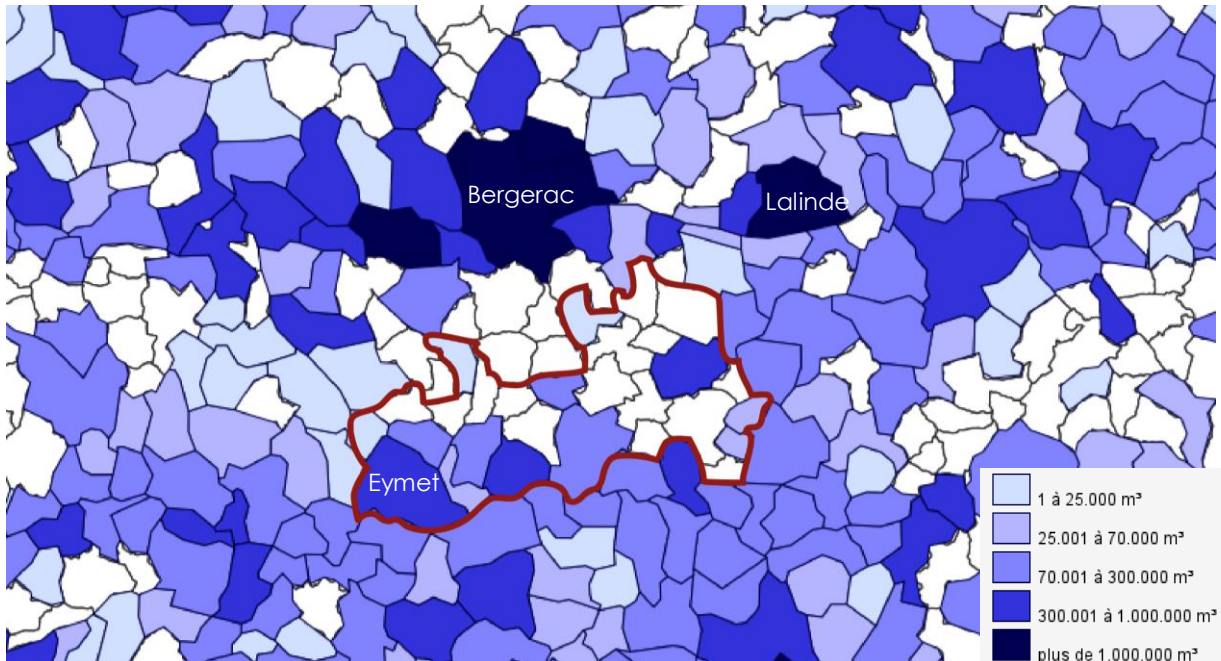 Bergerac
Lalinde
Eymet
1 à 25.000 m³
25.001 à 70.000 m³
70.001 à 300.000 m³
300.001 à 1.000.000 m³
plus de 1.000.000 m³